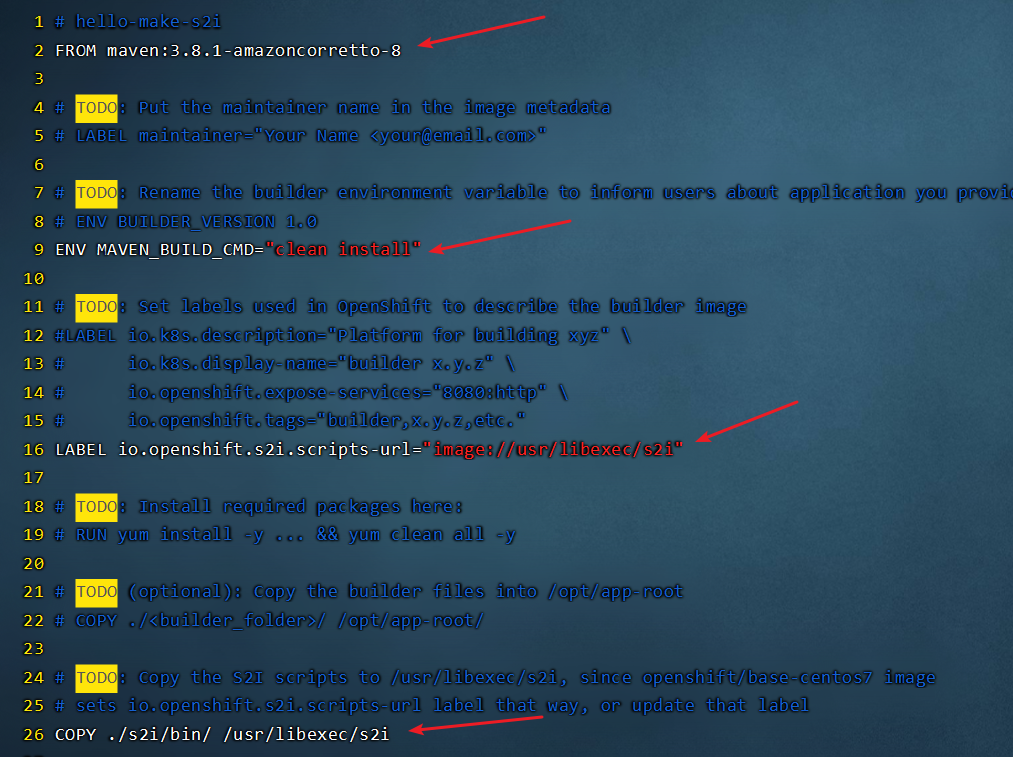 1 # hello-make-s2i
2 FROM maven:3.8.1-amazoncorretto-8
3
4 # TODO: Put the maintainer name in the image metadata
5 # LABEL maintainer="Your Name <your@email.com>"
6
7 # TODO: Rename the builder environment variable to inform users about application you provi
8 # ENV BUILDER_VERSION 1.0
9 ENV MAVEN_BUILD_CMD="clean install"
10
11 # TODO: Set labels used in OpenShift to describe the builder image
12 #LABEL io.k8s.description="Platform for building xyz" \
13 #      io.k8s.display-name="builder x.y.z" \
14 #      io.openshift.expose-services="8080:http" \
15 #      io.openshift.tags="builder,x.y.z,etc."
16 LABEL io.openshift.s2i.scripts-url="image://usr/libexec/s2i"
17
18 # TODO: Install required packages here:
19 # RUN yum install -y ... && yum clean all -y
20
21 # TODO (optional): Copy the builder files into /opt/app-root
22 # COPY ./<builder_folder>/ /opt/app-root/
23
24 # TODO: Copy the S2I scripts to /usr/libexec/s2i, since openshift/base-centos7 image
25 # sets io.openshift.s2i.scripts-url label that way, or update that label
26 COPY ./s2i/bin/ /usr/libexec/s2i